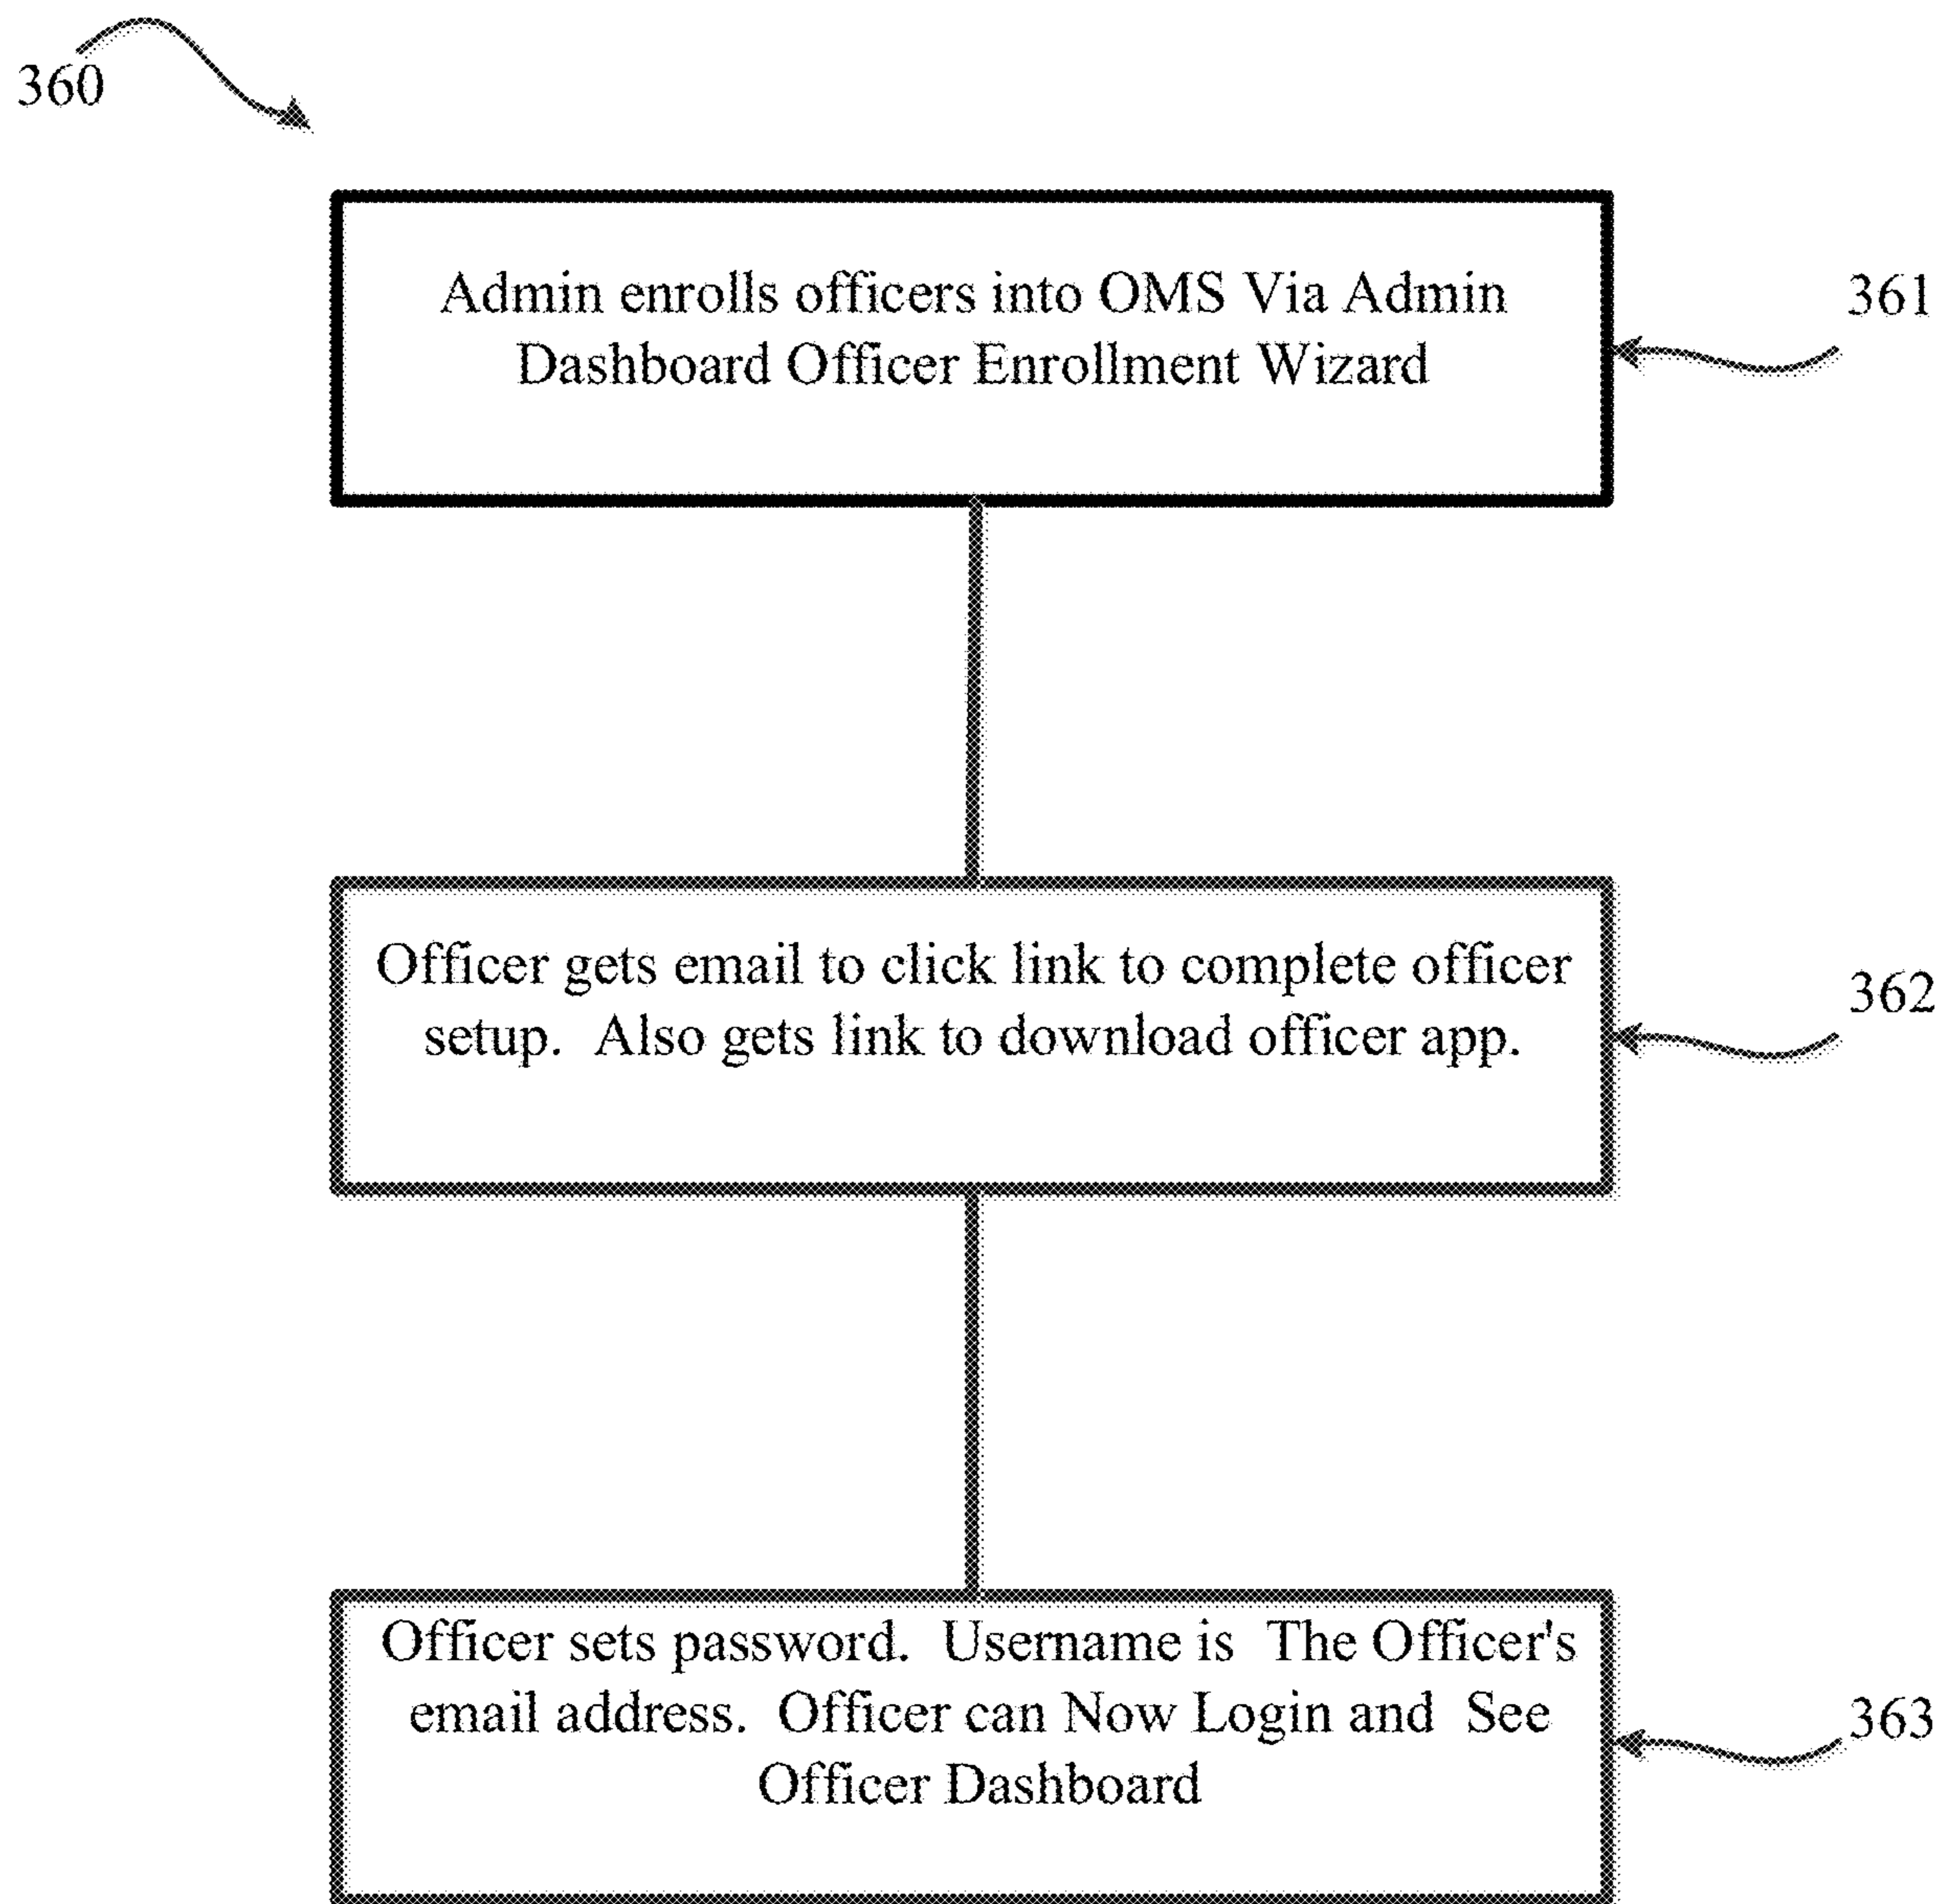 360
Admin enrolls officers into OMS Via Admin
Dashboard Officer Enrollment Wizard
361
Officer gets email to click link to complete officer
setup.  Also gets link to download officer app.
362
Officer sets password.  Username is  The Officer's
email address.  Officer can Now Login and  See
Officer Dashboard
363